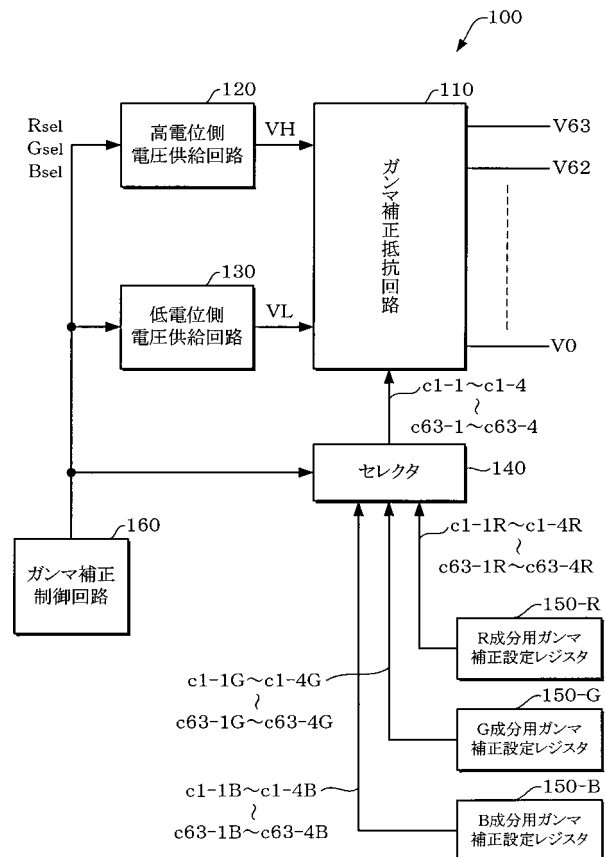 100
120
110
Rsel
Gsel
Bsel
高電位側
電圧供給回路
VH
ガンマ補正抵抗回路
V63
V62
130
低電位側
電圧供給回路
VL
V0
c1-1～c1-4
～
c63-1～c63-4
セレクタ
140
160
ガンマ補正
制御回路
c1-1R～c1-4R
～
c63-1R～c63-4R
150-R
R成分用ガンマ
補正設定レジスタ
c1-1G～c1-4G
～
c63-1G～c63-4G
150-G
G成分用ガンマ
補正設定レジスタ
c1-1B～c1-4B
～
c63-1B～c63-4B
150-B
B成分用ガンマ
補正設定レジスタ